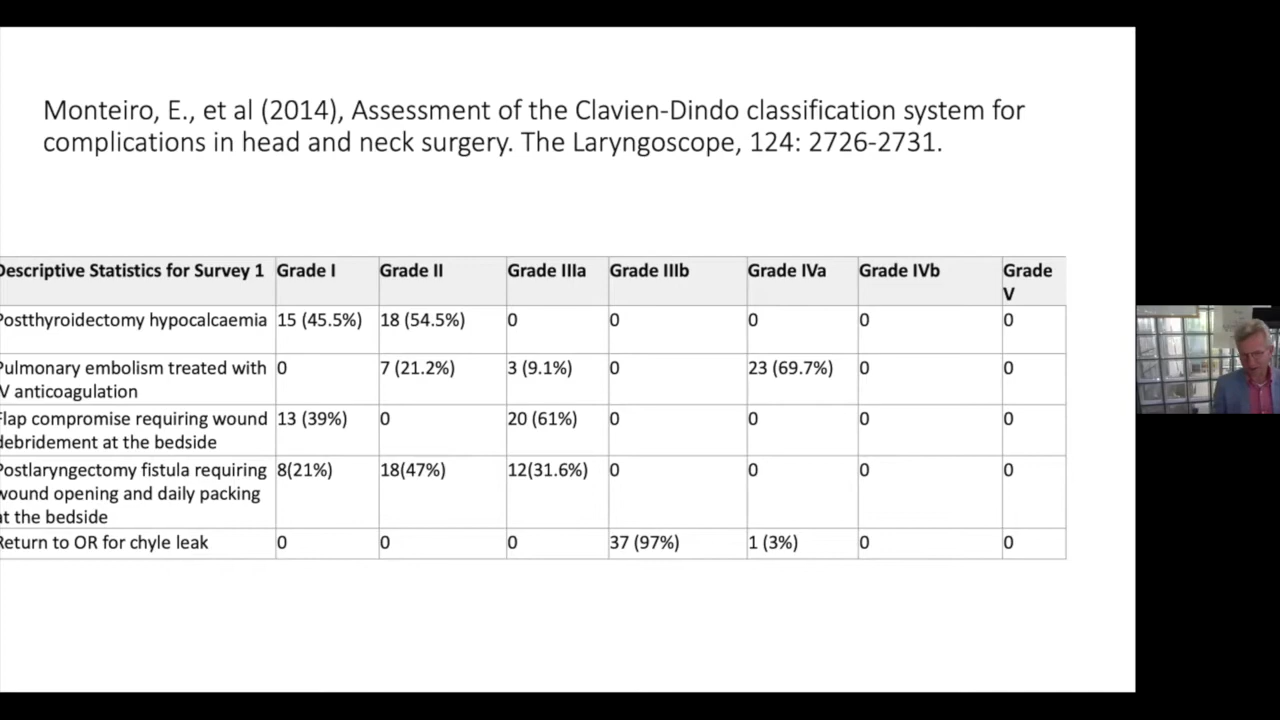 Monteiro, E., et al (2014), Assessment of the Clavien-Dindo classification system for
complications in head and neck surgery. The Laryngoscope, 124: 2726-2731.
Descriptive Statistics for Survey 1 Grade I Grade II Grade IIIa Grade IIIb Grade IVa Grade IVb Grade
V
Postthyroidectomy hypocalcaemia 15 (45.5%) 18 (54.5%) 0 0 0 0 0
Pulmonary embolism treated with 0 7 (21.2%) 3 (9.1%) 0 23 (69.7%) 0 0
IV anticoagulation
Flap compromise requiring wound 13 (39%) 0 20 (61%) 0 0 0 0
debridement at the bedside
Postlaryngectomy fistula requiring 8(21%) 18(47%) 12(31.6%) 0 0 0 0
wound opening and daily packing
at the bedside
Return to OR for chyle leak 0 0 0 37 (97%) 1 (3%) 0 0